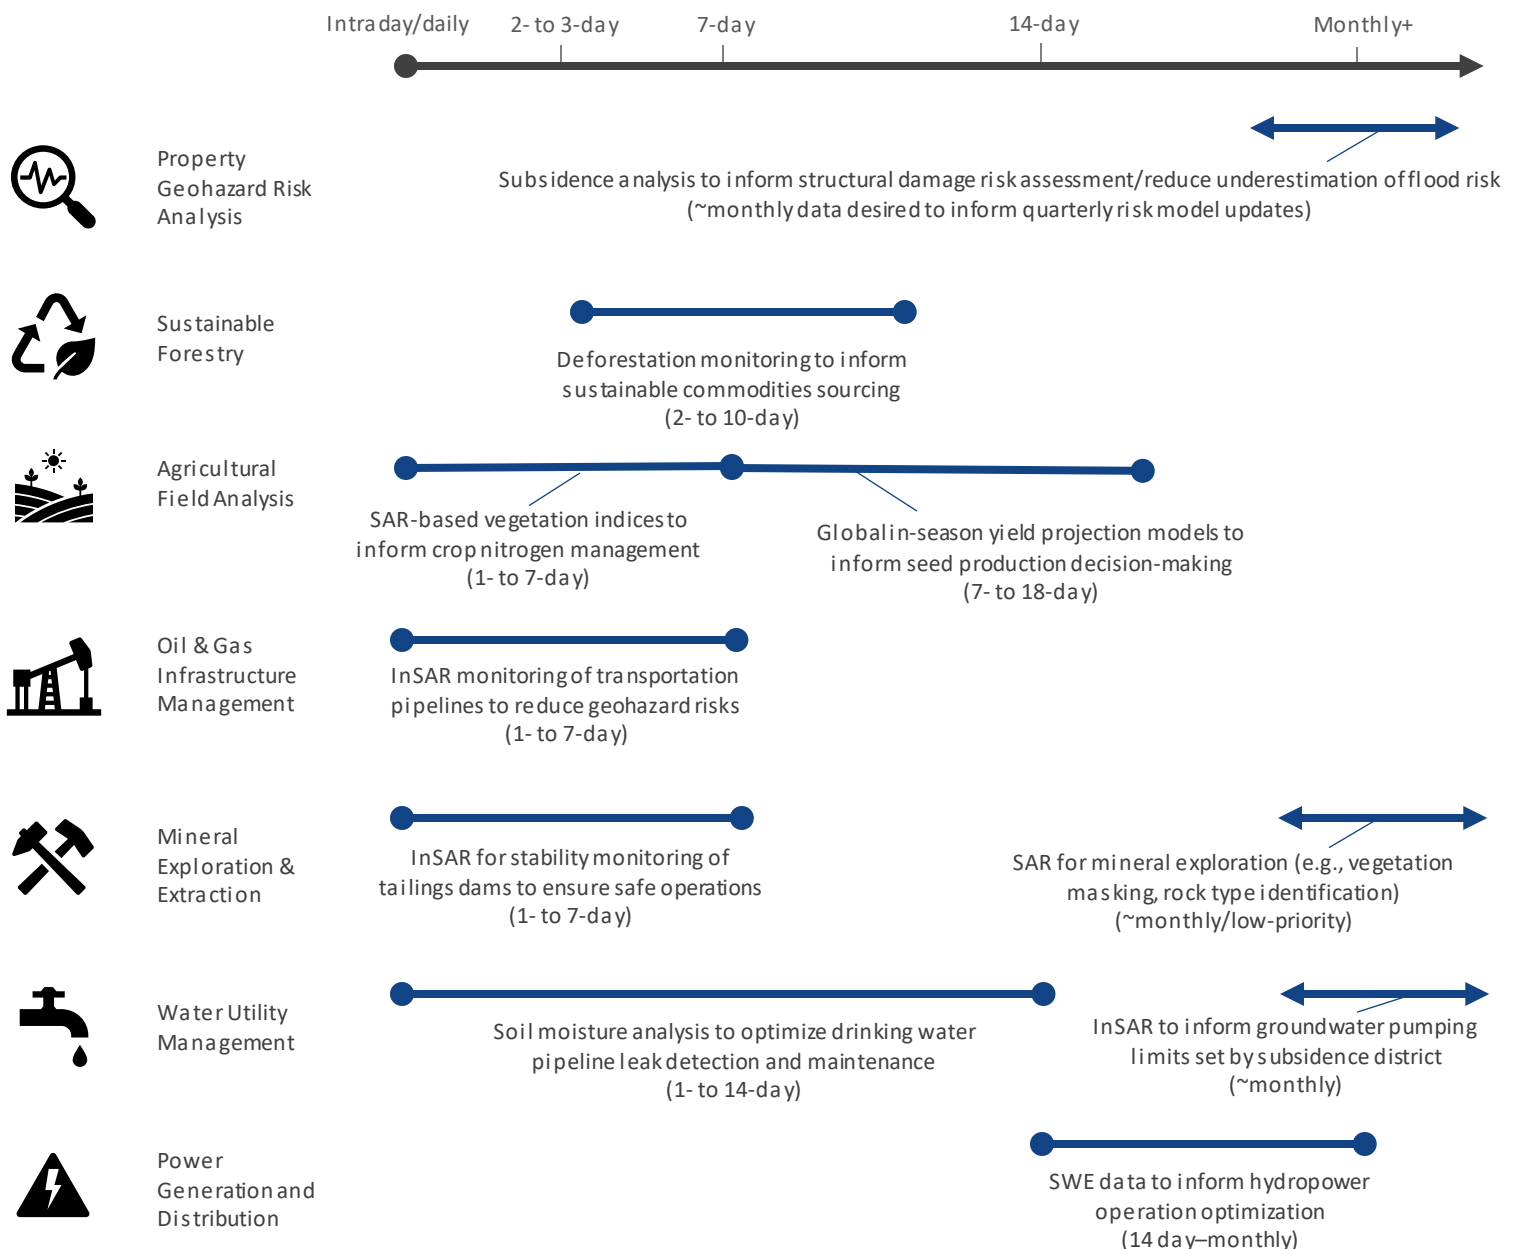 Intraday/daily 2- to 3-day 7-day 14-day Monthly+
Property
Geohazard Risk
Analysis
Subsidence analysis to inform structural damage risk assessment/reduce underestimation of flood risk
(~monthly data desired to inform quarterly risk model updates)
Sustainable
Forestry
Deforestation monitoring to inform
sustainable commodities sourcing
(2- to 10-day)
Agricultural
Field Analysis
SAR-based vegetation indices to
inform crop nitrogen management
(1- to 7-day)
Global in-season yield projection models to
inform seed production decision-making
(7- to 18-day)
Oil & Gas
Infrastructure
Management
InSAR monitoring of transportation
pipelines to reduce geohazard risks
(1- to 7-day)
Mineral
Exploration &
Extraction
InSAR for stability monitoring of
tailings dams to ensure safe operations
(1- to 7-day)
SAR for mineral exploration (e.g., vegetation
masking, rock type identification)
(~monthly/low-priority)
Water Utility
Management
Soil moisture analysis to optimize drinking water
pipeline leak detection and maintenance
(1- to 14-day)
InSAR to inform groundwater pumping
limits set by subsidence district
(~monthly)
Power
Generation and
Distribution
SWE data to inform hydropower
operation optimization
(14 day–monthly)